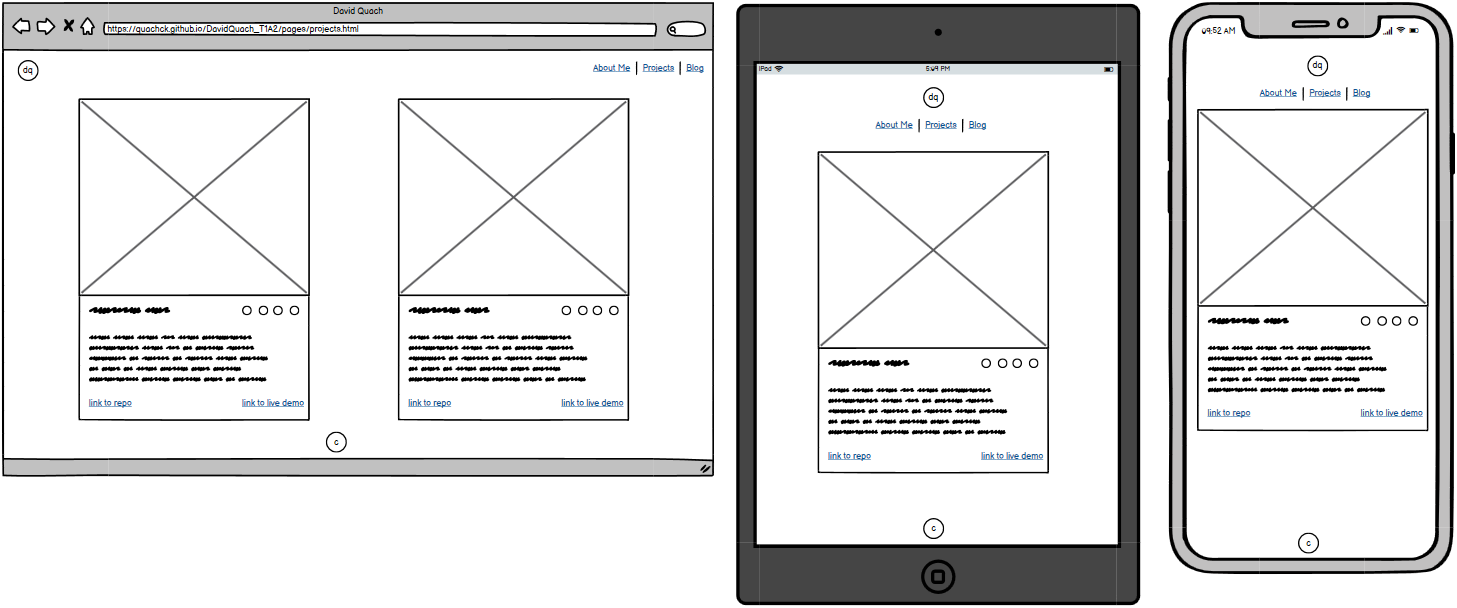 David Quach
https://quachck.github.io/DavidQuach_T1A2/pages/projects.html
dq
About Me | Projects | Blog
link to repo link to live demo
link to repo link to live demo
c
iPad 5:49 PM
dq
About Me | Projects | Blog
link to repo link to live demo
c
09:52 AM
dq
About Me | Projects | Blog
link to repo link to live demo
c